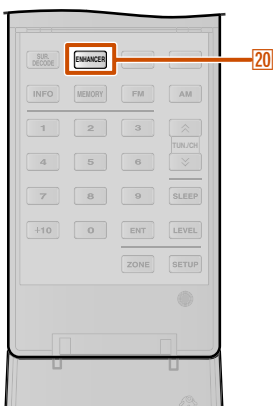 SUR. DECODE ENHANCER
20
INFO MEMORY FM AM
1 2 3
TUN./CH
4 5 6
7 8 9 SLEEP
+10 0 ENT LEVEL
ZONE SETUP